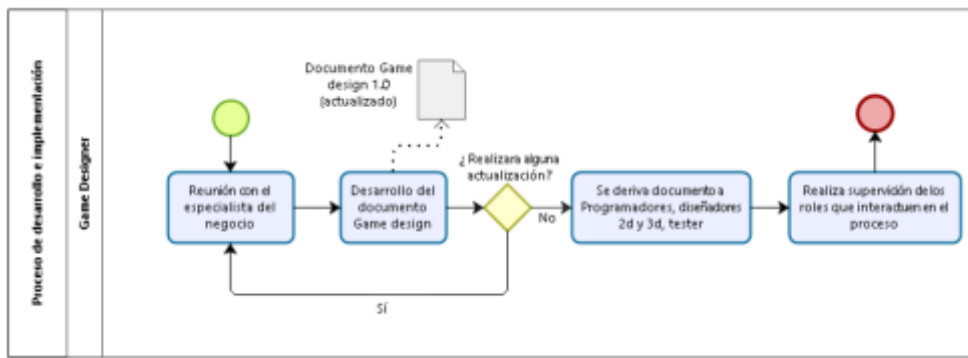 Proceso de desarrollo e implementación
Game Designer
Documento Game
design 1.0
(actualizado)
Reunión con el
especialista del
negocio
Desarrollo del
documento
Game design
¿Realizara alguna
actualización?
No
Sí
Se deriva documento a
Programadores, diseñadores
2d y 3d, tester
Realiza supervisión de los
roles que interactuen en el
proceso